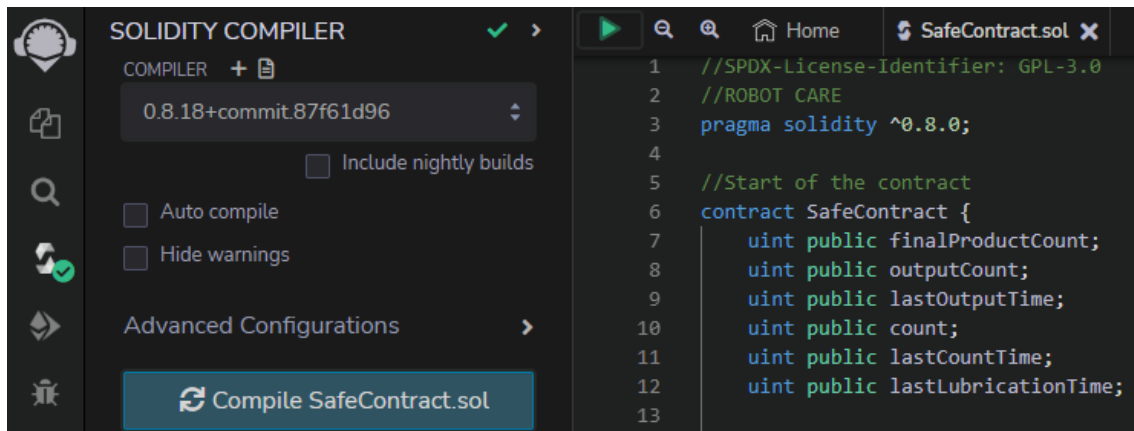 SOLIDITY COMPILER
COMPILER
0.8.18+commit.87f61d96
Include nightly builds
Auto compile
Hide warnings
Advanced Configurations
Compile SafeContract.sol
Home
SafeContract.sol
1 //SPDX-License-Identifier: GPL-3.0
2 //ROBOT CARE
3 pragma solidity ^0.8.0;
4
5 //Start of the contract
6 contract SafeContract {
7 uint public finalProductCount;
8 uint public outputCount;
9 uint public lastOutputTime;
10 uint public count;
11 uint public lastCountTime;
12 uint public lastLubricationTime;
13